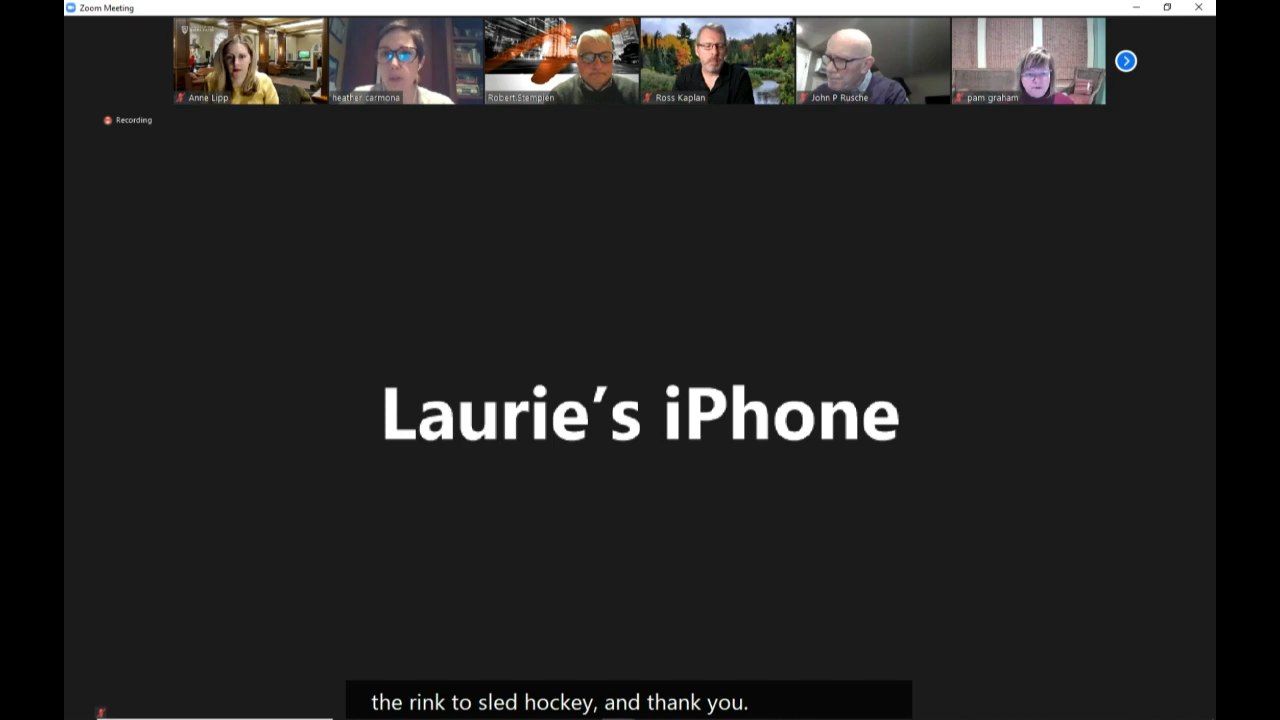 Zoom Meeting
Anne Lipp
heather carmona
Robert Stempien
Ross Kaplan
John P Rusche
pam graham
Recording
Laurie’s iPhone
the rink to sled hockey, and thank you.